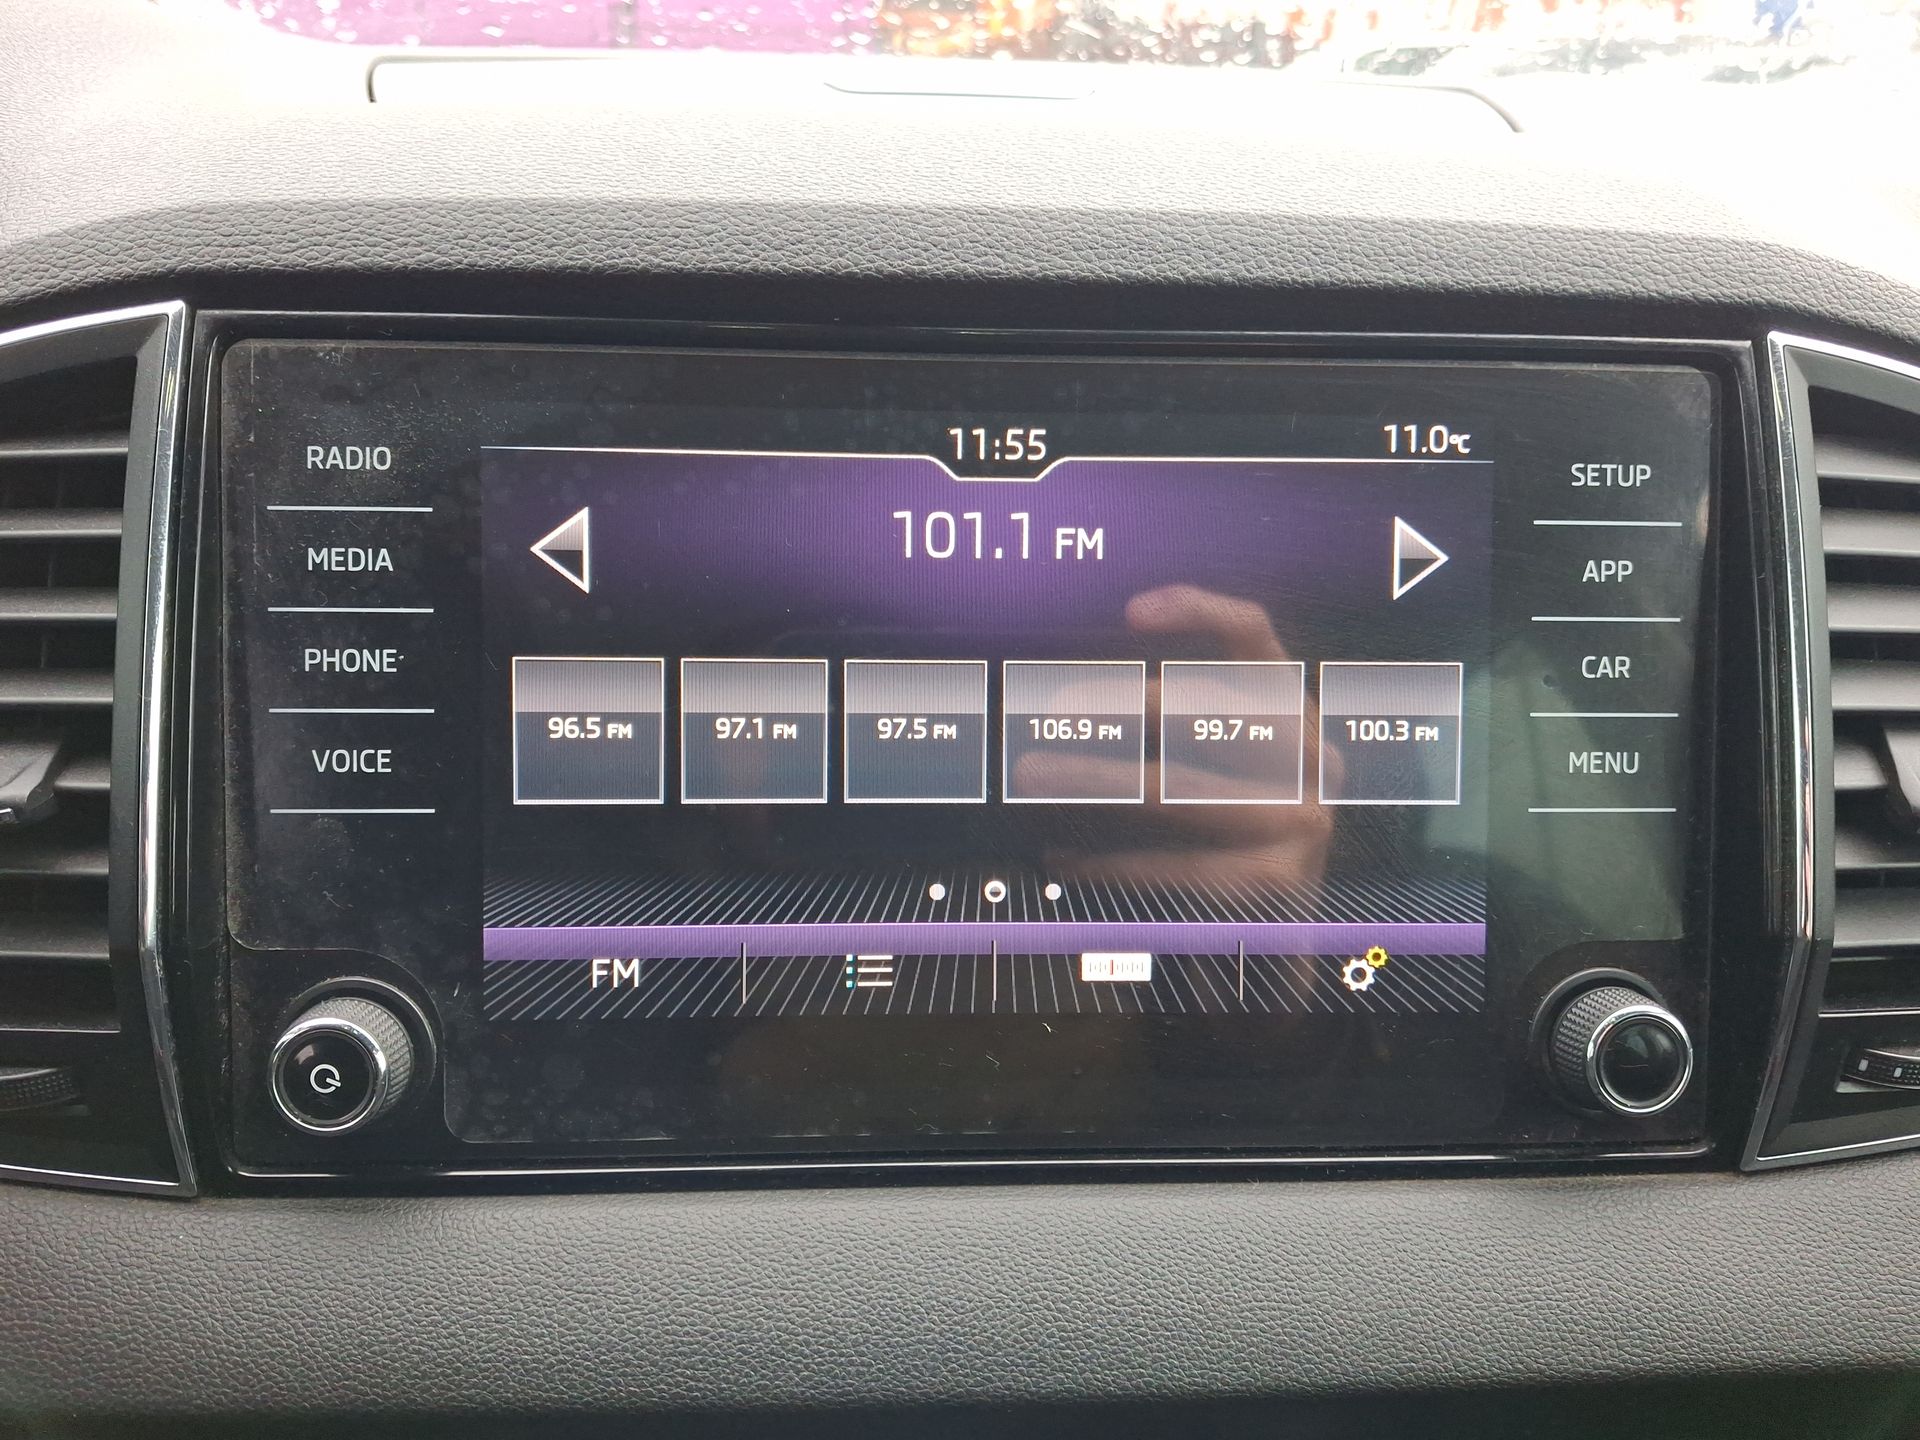 11:55
11.0°C
RADIO
MEDIA
PHONE
VOICE
101.1 FM
96.5 FM
97.1 FM
97.5 FM
106.9 FM
99.7 FM
100.3 FM
FM
SETUP
APP
CAR
MENU